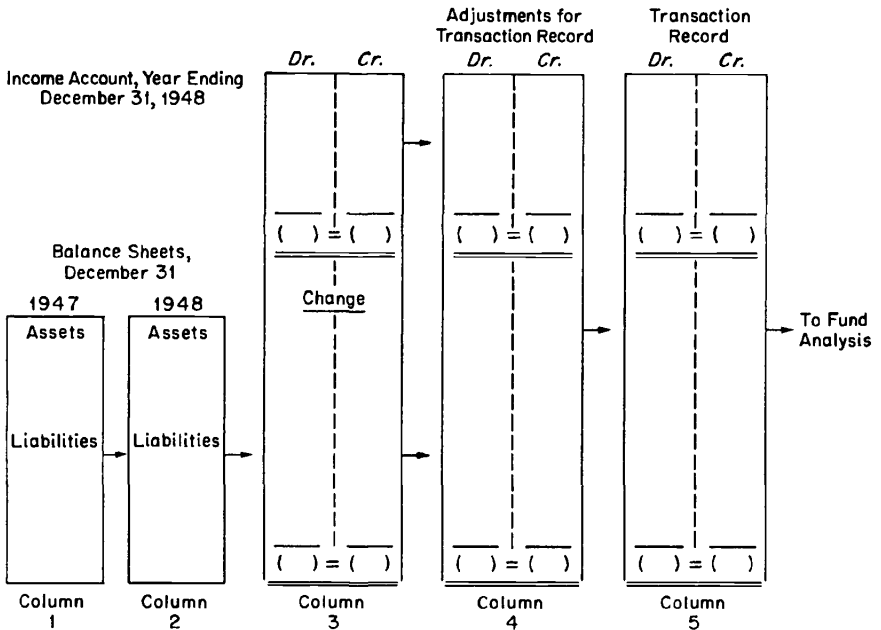 Adjustments for
Transaction Record
Transaction
Record
Dr. Cr.
Dr. Cr.
Dr. Cr.
Income Account, Year Ending
December 31, 1948
( ) = ( )
( ) = ( )
( ) = ( )
Balance Sheets,
December 31
1947
1948
Change
Assets
Assets
To Fund
Analysis
Liabilities
Liabilities
( ) = ( )
( ) = ( )
( ) = ( )
Column
1
Column
2
Column
3
Column
4
Column
5